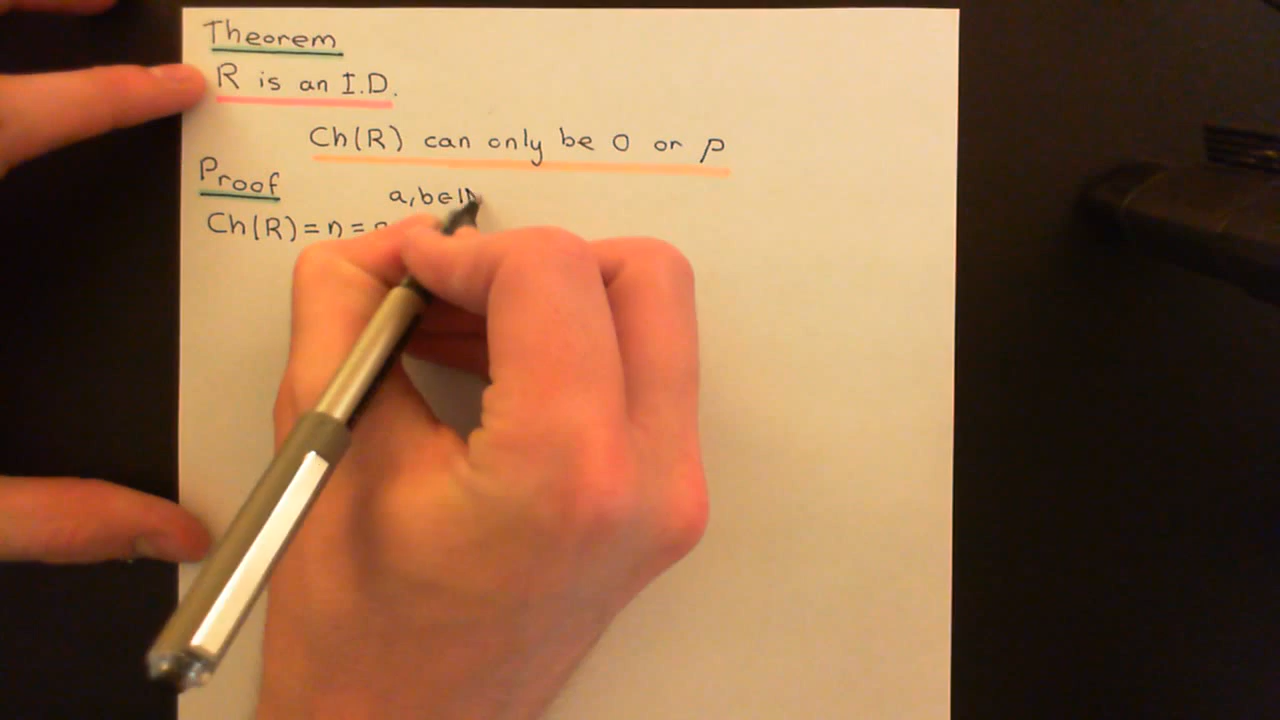 Theorem
R is an I.D.
Ch(R) can only be 0 or p
Proof
a,b∈
Ch(R)=n=